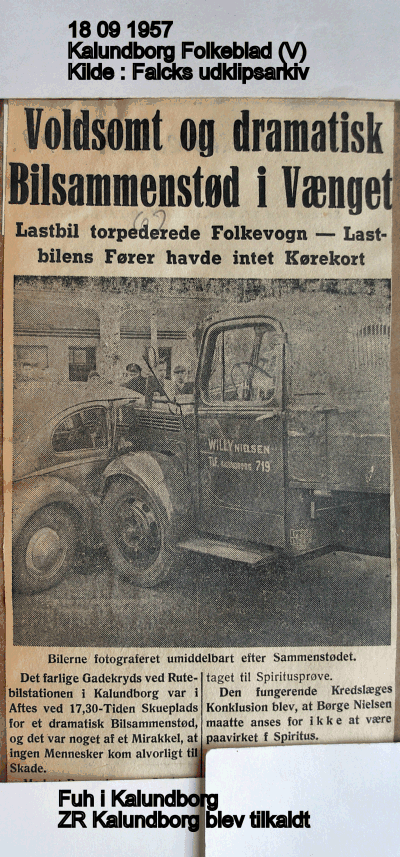 18 09 1957
Kalundborg Folkeblad (V)
Kilde : Falcks udklipsarkiv
Voldsomt og dramatisk
Bilsammenstød i Vænget
Lastbil torpederede Folkevogn — Last-
bilens Fører havde intet Kørekort
WILLY NIELSEN
TLF. KALUNDBORG 719
Bilerne fotograferet umiddelbart efter Sammenstødet.
Det farlige Gadekryds ved Rute-
bilstationen i Kalundborg var i
Aftes ved 17,30-Tiden Skueplads
for et dramatisk Bilsammenstød,
og det var noget af et Mirakkel, at
ingen Mennesker kom alvorligt til
Skade.
taget til Spiritusprøve.
Den fungerende Kredslæges
Konklusion blev, at Børge Nielsen
maatte anses for ikke at være
paavirket f Spiritus.
Fuh i Kalundborg
ZR Kalundborg blev tilkaldt